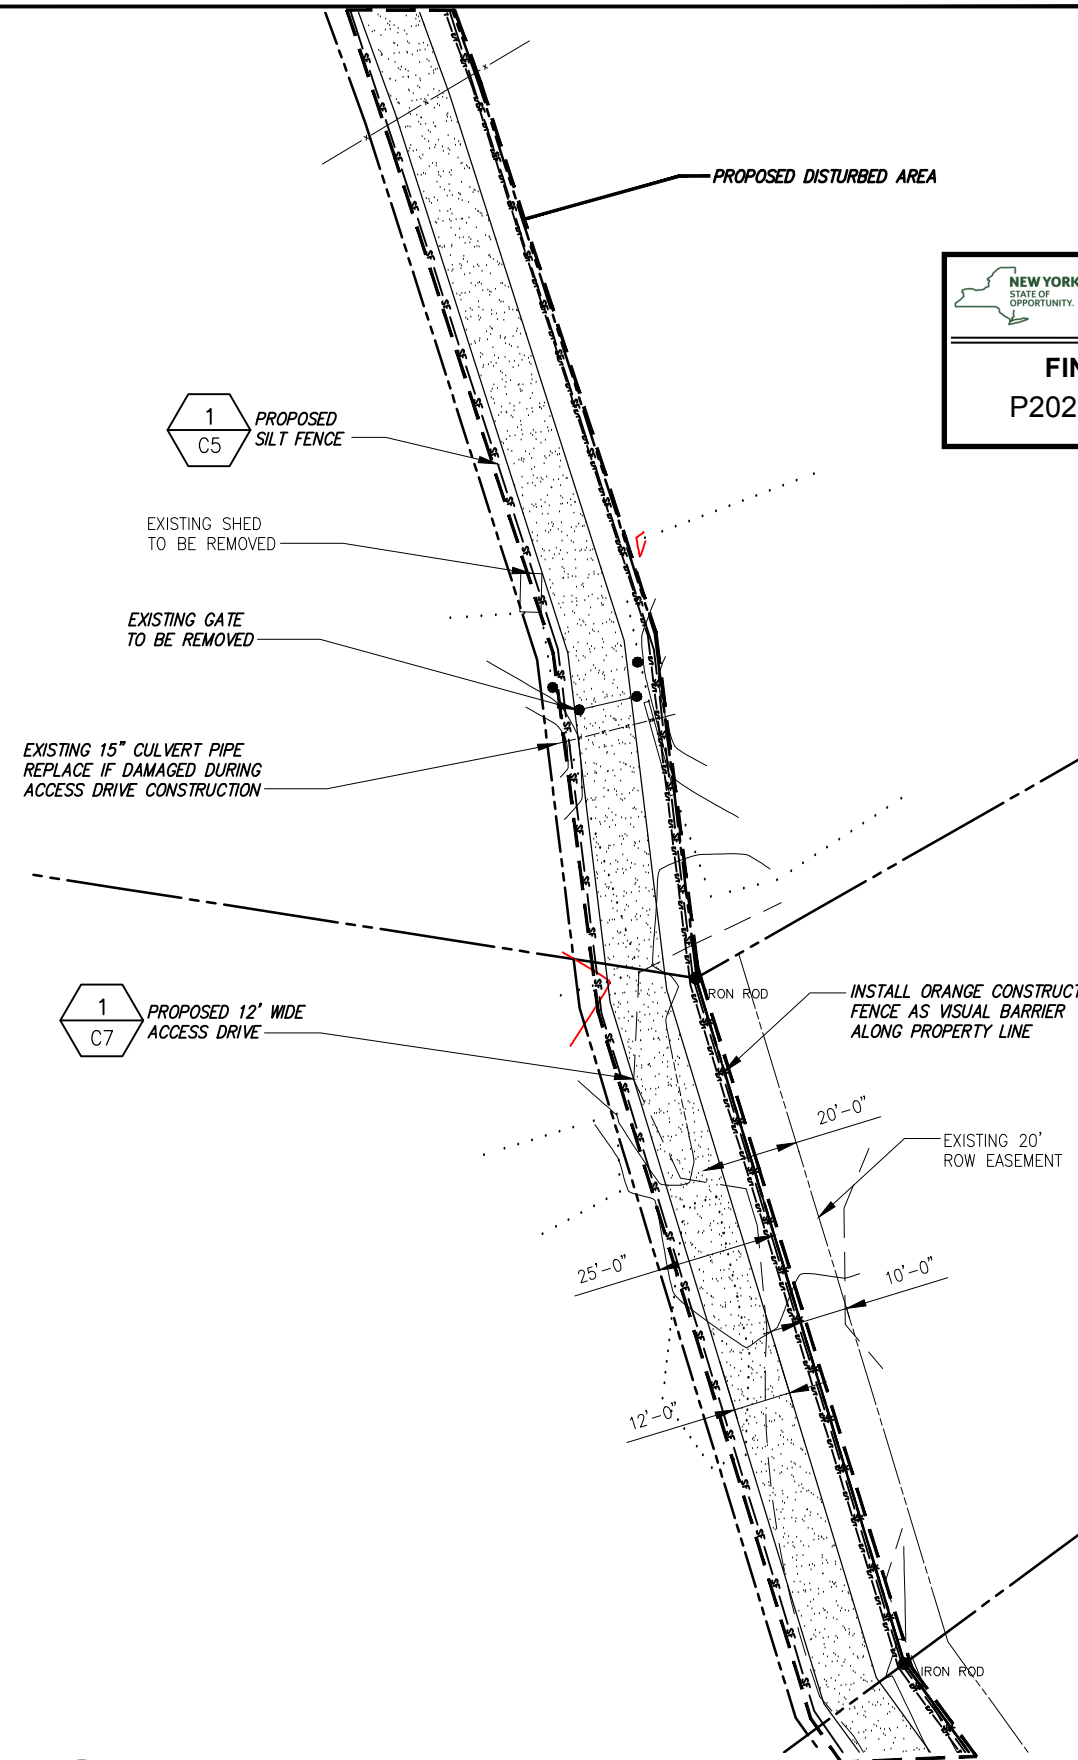 PROPOSED DISTURBED AREA
NEW YORK
STATE OF
OPPORTUNITY.
FIN
P202
1
C5
PROPOSED
SILT FENCE
EXISTING SHED
TO BE REMOVED
EXISTING GATE
TO BE REMOVED
EXISTING 15" CULVERT PIPE
REPLACE IF DAMAGED DURING
ACCESS DRIVE CONSTRUCTION
1
C7
PROPOSED 12' WIDE
ACCESS DRIVE
RON ROD
INSTALL ORANGE CONSTRUCT
FENCE AS VISUAL BARRIER
ALONG PROPERTY LINE
20'-0"
EXISTING 20'
ROW EASEMENT
25'-0"
10'-0"
12'-0"
IRON ROD